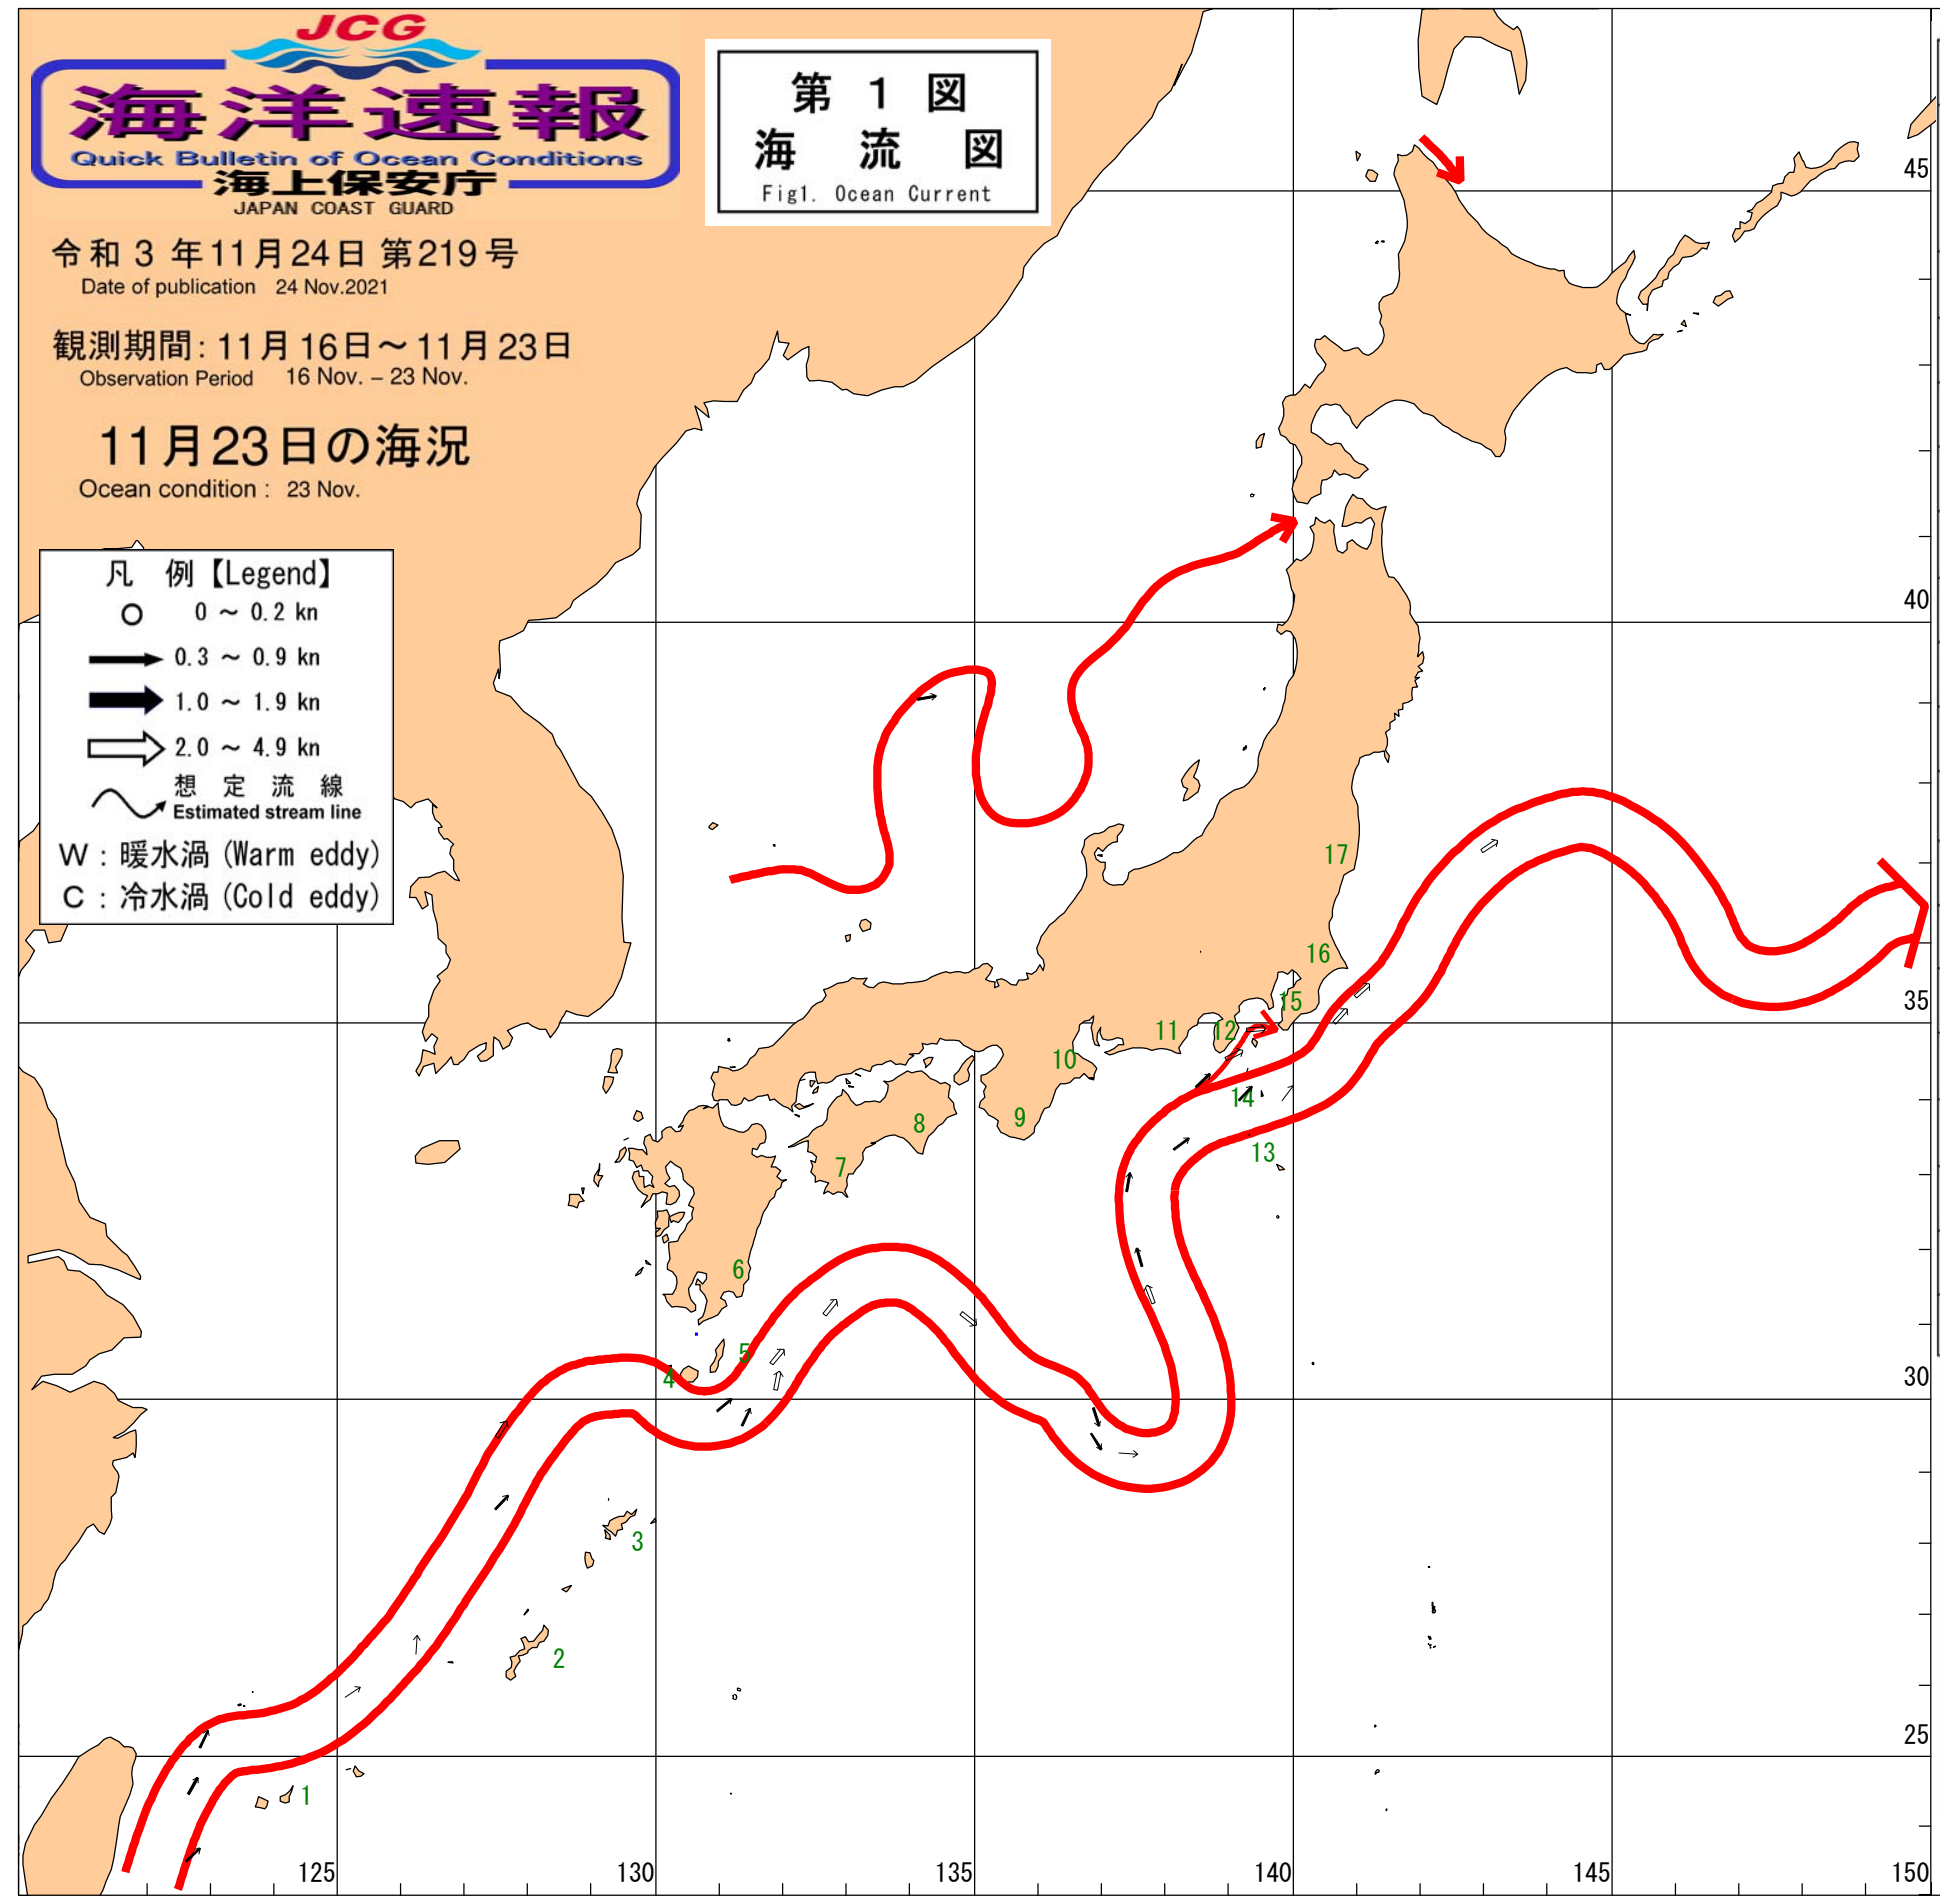 JCG
海洋速報
Quick Bulletin of Ocean Conditions
海上保安庁
JAPAN COAST GUARD
第 1 図
海 流 図
Fig1. Ocean Current
令和 3 年11月24日 第219号
Date of publication 24 Nov.2021
観測期間: 11月16日～11月23日
Observation Period 16 Nov. – 23 Nov.
11月23日の海況
Ocean condition : 23 Nov.
凡 例【Legend】
0 ～ 0.2 kn
0.3 ～ 0.9 kn
1.0 ～ 1.9 kn
2.0 ～ 4.9 kn
想 定 流 線
Estimated stream line
W : 暖水渦 (Warm eddy)
C : 冷水渦 (Cold eddy)
45
40
35
30
25
17
16
15
12
11
10
14
13
9
8
7
6
5
4
3
2
1
125
130
135
140
145
150